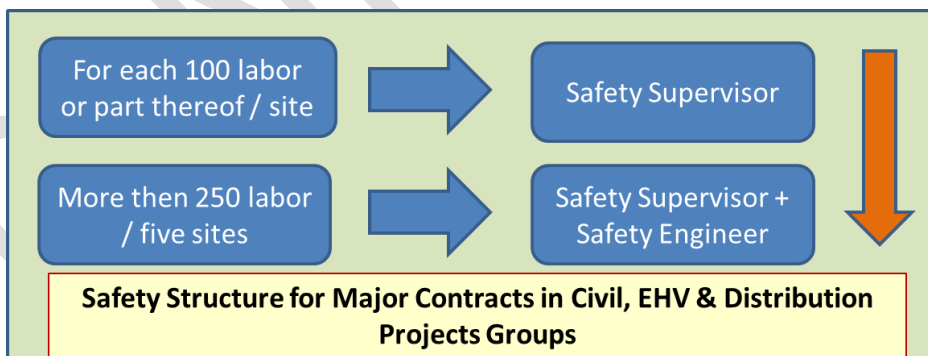 For each 100 labor
or part thereof / site
Safety Supervisor
More then 250 labor
/ five sites
Safety Supervisor +
Safety Engineer
Safety Structure for Major Contracts in Civil, EHV & Distribution
Projects Groups